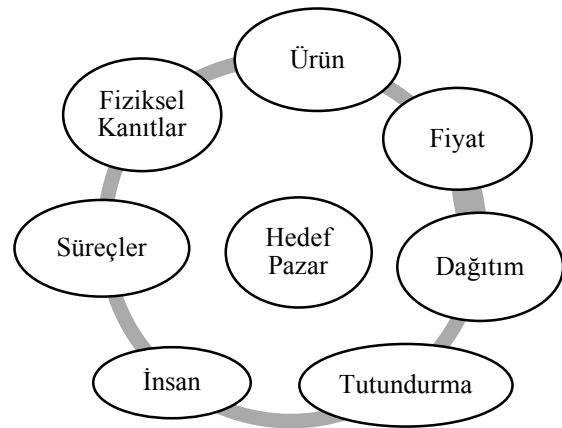 Ürün
Fiziksel
Kanıtlar
Fiyat
Süreçler
Hedef
Pazar
Dağıtım
İnsan
Tutundurma